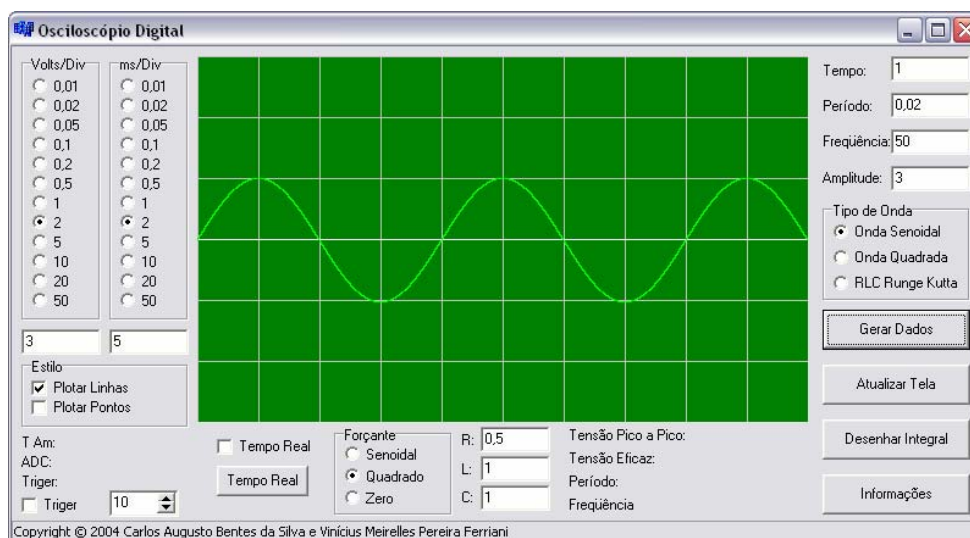 Osciloscópio Digital
Volts/Div
0,01
0,02
0,05
0,1
0,2
0,5
1
2
5
10
20
50
3
ms/Div
0,01
0,02
0,05
0,1
0,2
0,5
1
2
5
10
20
50
5
Estilo
Plotar Linhas
Plotar Pontos
T Am:
ADC:
Triger:
Triger
10
Tempo Real
Tempo Real
Forçante
Senoidal
Quadrado
Zero
R: 0,5
L: 1
C: 1
Tensão Pico a Pico:
Tensão Eficaz:
Período:
Freqüência
Tempo: 1
Período: 0,02
Freqüência: 50
Amplitude: 3
Tipo de Onda
Onda Senoidal
Onda Quadrada
RLC Runge Kutta
Gerar Dados
Atualizar Tela
Desenhar Integral
Informações
Copyright © 2004 Carlos Augusto Bentes da Silva e Vinícius Meirelles Pereira Ferriani